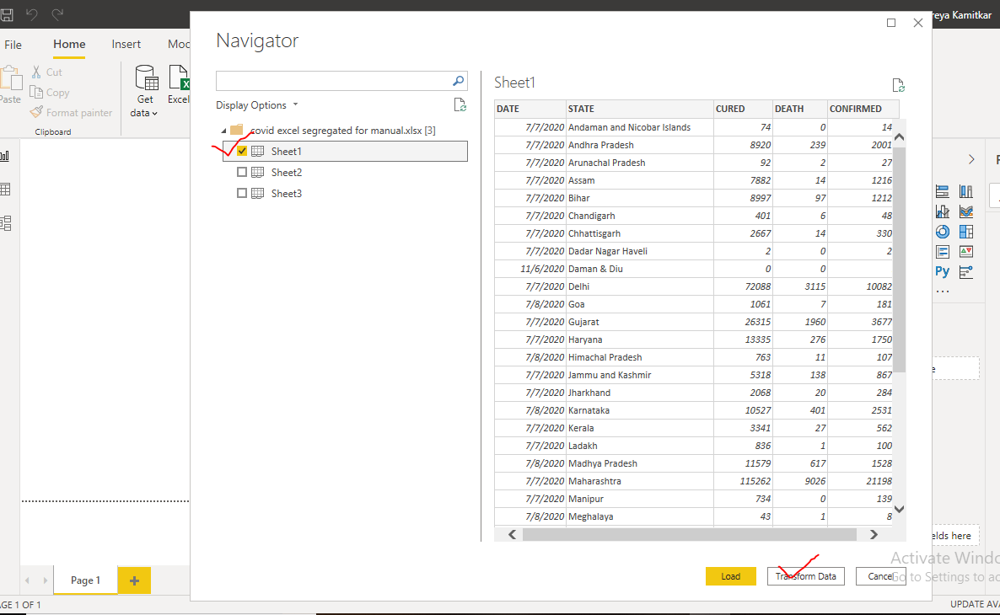 reya Kamitkar
File Home Insert Moc
Cut
Copy
Format painter
Paste
Clipboard
Get
data
Excel
Navigator
Display Options
covid excel segregated for manual.xlsx [3]
Sheet1
Sheet2
Sheet3
Sheet1
DATE STATE CURED DEATH CONFIRMED
7/7/2020 Andaman and Nicobar Islands 74 0 14
7/7/2020 Andhra Pradesh 8920 239 2001
7/7/2020 Arunachal Pradesh 92 2 27
7/7/2020 Assam 7882 14 1216
7/7/2020 Bihar 8997 97 1212
7/7/2020 Chandigarh 401 6 48
7/7/2020 Chhattisgarh 2667 14 330
7/7/2020 Dadar Nagar Haveli 2 0 2
11/6/2020 Daman & Diu 0 0
7/7/2020 Delhi 72088 3115 10082
7/8/2020 Goa 1061 7 181
7/7/2020 Gujarat 26315 1960 3677
7/7/2020 Haryana 13335 276 1750
7/8/2020 Himachal Pradesh 763 11 107
7/7/2020 Jammu and Kashmir 5318 138 867
7/7/2020 Jharkhand 2068 20 284
7/8/2020 Karnataka 10527 401 2531
7/7/2020 Kerala 3341 27 562
7/7/2020 Ladakh 836 1 100
7/8/2020 Madhya Pradesh 11579 617 1528
7/7/2020 Maharashtra 115262 9026 21198
7/7/2020 Manipur 734 0 139
7/8/2020 Meghalaya 43 1 8
Load Transform Data Cancel
Py
e
elds here
Activate Windo
Go to Settings to ac
Page 1
AGE 1 OF 1
UPDATE AVA